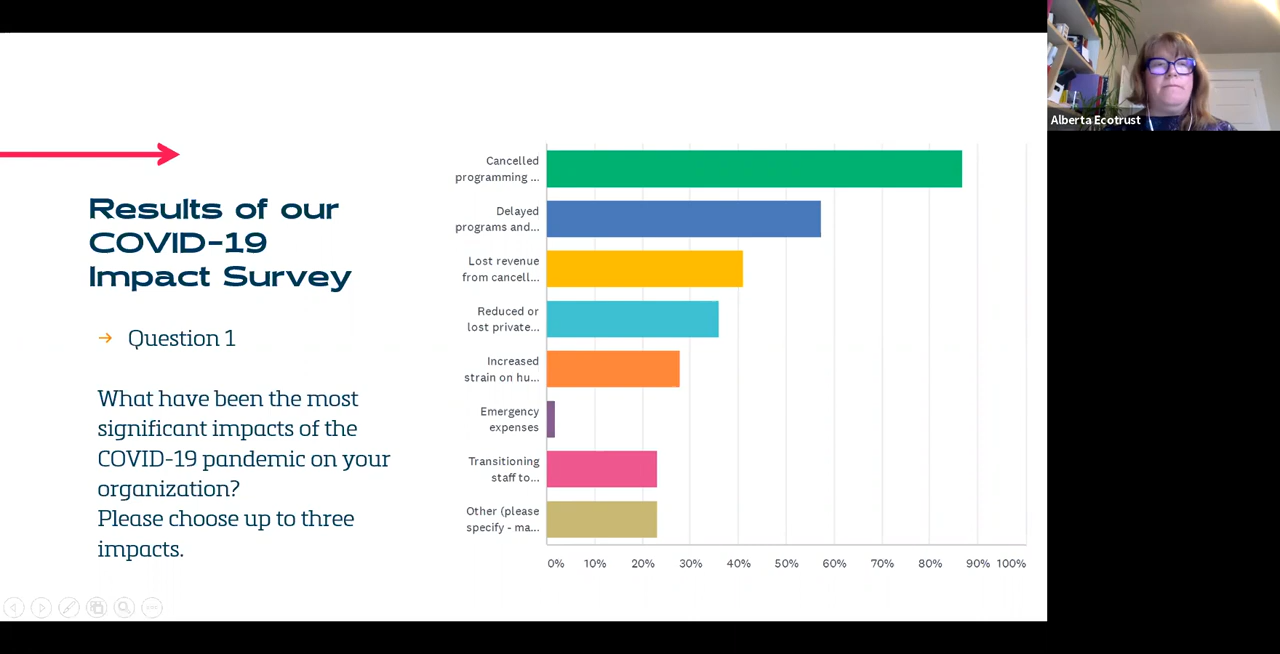 Results of our
COVID-19
Impact Survey
Question 1
What have been the most
significant impacts of the
COVID-19 pandemic on your
organization?
Please choose up to three
impacts.
Cancelled
programming ...
Delayed
programs and...
Lost revenue
from cancell...
Reduced or
lost private...
Increased
strain on hu...
Emergency
expenses
Transitioning
staff to...
Other (please
specify - ma...
0% 10% 20% 30% 40% 50% 60% 70% 80% 90% 100%
Alberta Ecotrust